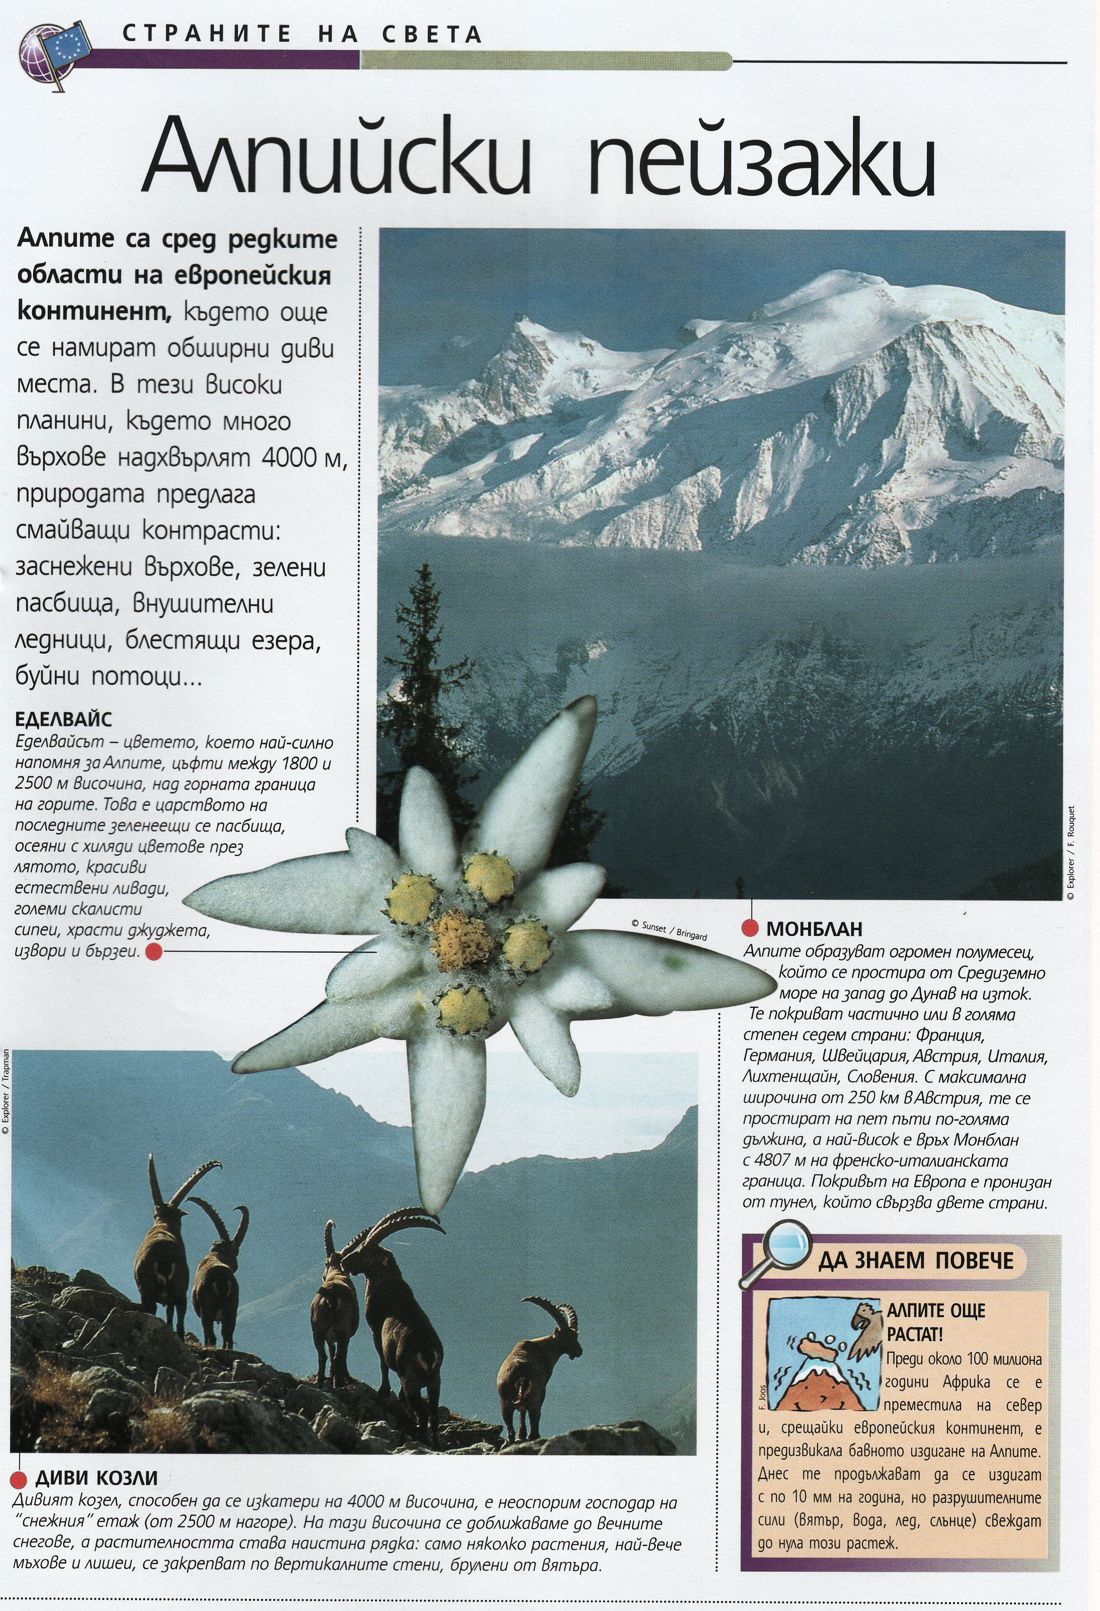 СТРАНИТЕ НА СВЕТА
Алпийски пейзажи
Алпите са сред редките
области на европейския
континент, където още
се намират обширни диви
места. В тези високи
планини, където много
върхове надхвърлят 4000 м,
природата предлага
смайващи контрасти:
заснежени върхове, зелени
пасбища, внушителни
ледници, блестящи езера,
буйни потоци...
ЕДЕЛВАЙС
Еделвайсът – цветето, което най-силно
напомня за Алпите, цъфти между 1800 и
2500 м височина, над горната граница
на горите. Това е царството на
последните зеленеещи се пасбища,
осеяни с хиляди цветове през
лятото, красиви
естествени ливади,
големи скалисти
сипеи, храсти джуджета,
извори и бързеи.
© Explorer / F. Rouquet
© Sunset / Bringard
МОНБЛАН
Алпите образуват огромен полумесец,
който се простира от Средиземно
море на запад до Дунав на изток.
Те покриват частично или в голяма
степен седем страни: Франция,
Германия, Швейцария, Австрия, Италия,
Лихтенщайн, Словения. С максимална
широчина от 250 км в Австрия, те се
простират на пет пъти по-голяма
дължина, а най-висок е връх Монблан
с 4807 м на френско-италианската
граница. Покривът на Европа е пронизан
от тунел, който свързва двете страни.
© Explorer / Trapman
ДИВИ КОЗЛИ
Дивият козел, способен да се изкатери на 4000 м височина, е неоспорим господар на
"снежния" етаж (от 2500 м нагоре). На тази височина се доближаваме до вечните
снегове, а растителността става наистина рядка: само няколко растения, най-вече
мъхове и лишеи, се закрепват по вертикалните стени, брулени от вятъра.
ДА ЗНАЕМ ПОВЕЧЕ
F. Joos
АЛПИТЕ ОЩЕ
РАСТАТ!
Преди около 100 милиона
години Африка се е
преместила на север
и, срещайки европейския континент, е
предизвикала бавното издигане на Алпите.
Днес те продължават да се издигат
с по 10 мм на година, но разрушителните
сили (вятър, вода, лед, слънце) свеждат
до нула този растеж.